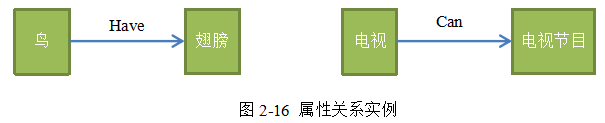 Have
Can
鸟
翅膀
电视
电视节目
图 2-16 属性关系实例